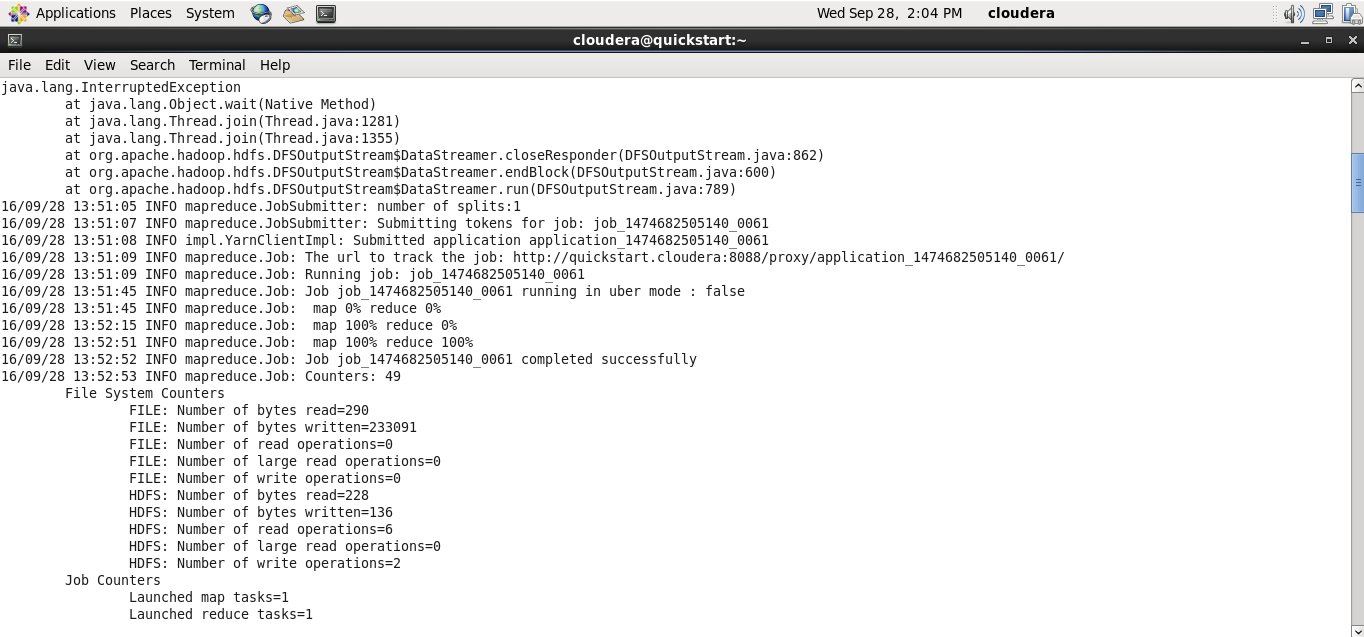 Applications Places System Wed Sep 28, 2:04 PM cloudera
cloudera@quickstart:~
File Edit View Search Terminal Help
java.lang.InterruptedException
at java.lang.Object.wait(Native Method)
at java.lang.Thread.join(Thread.java:1281)
at java.lang.Thread.join(Thread.java:1355)
at org.apache.hadoop.hdfs.DFSOutputStream$DataStreamer.closeResponder(DFSOutputStream.java:862)
at org.apache.hadoop.hdfs.DFSOutputStream$DataStreamer.endBlock(DFSOutputStream.java:600)
at org.apache.hadoop.hdfs.DFSOutputStream$DataStreamer.run(DFSOutputStream.java:789)
16/09/28 13:51:05 INFO mapreduce.JobSubmitter: number of splits:1
16/09/28 13:51:07 INFO mapreduce.JobSubmitter: Submitting tokens for job: job_1474682505140_0061
16/09/28 13:51:08 INFO impl.YarnClientImpl: Submitted application application_1474682505140_0061
16/09/28 13:51:09 INFO mapreduce.Job: The url to track the job: http://quickstart.cloudera:8088/proxy/application_1474682505140_0061/
16/09/28 13:51:09 INFO mapreduce.Job: Running job: job_1474682505140_0061
16/09/28 13:51:45 INFO mapreduce.Job: Job job_1474682505140_0061 running in uber mode : false
16/09/28 13:51:45 INFO mapreduce.Job:  map 0% reduce 0%
16/09/28 13:52:15 INFO mapreduce.Job:  map 100% reduce 0%
16/09/28 13:52:51 INFO mapreduce.Job:  map 100% reduce 100%
16/09/28 13:52:52 INFO mapreduce.Job: Job job_1474682505140_0061 completed successfully
16/09/28 13:52:53 INFO mapreduce.Job: Counters: 49
File System Counters
FILE: Number of bytes read=290
FILE: Number of bytes written=233091
FILE: Number of read operations=0
FILE: Number of large read operations=0
FILE: Number of write operations=0
HDFS: Number of bytes read=228
HDFS: Number of bytes written=136
HDFS: Number of read operations=6
HDFS: Number of large read operations=0
HDFS: Number of write operations=2
Job Counters
Launched map tasks=1
Launched reduce tasks=1